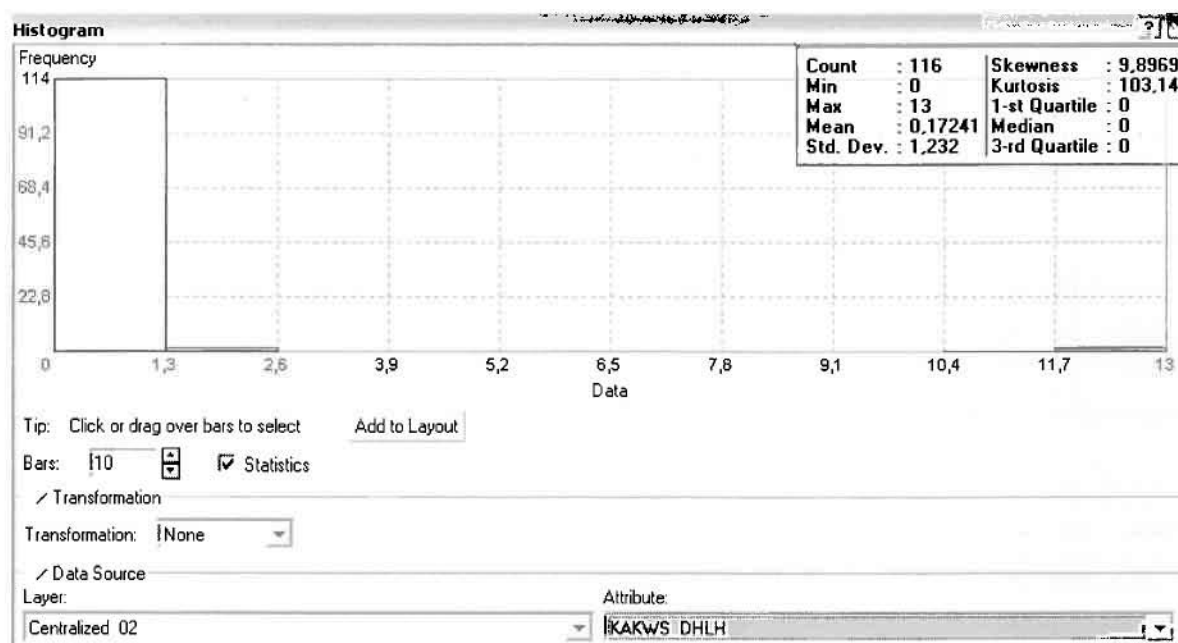 Histogram
Frequency
Count : 116 Skewness : 9,8969
Min : 0 Kurtosis : 103,14
Max : 13 1-st Quartile : 0
Mean : 0,17241 Median : 0
Std. Dev. : 1,232 3-rd Quartile : 0
114
91,2
68,4
45,6
22,8
0 1,3 2,6 3,9 5,2 6,5 7,8 9,1 10,4 11,7 13
Data
Tip: Click or drag over bars to select Add to Layout
Bars: 10 Statistics
Transformation
Transformation: None
Data Source
Layer: Attribute:
Centralized 02 KAKWS DHLH